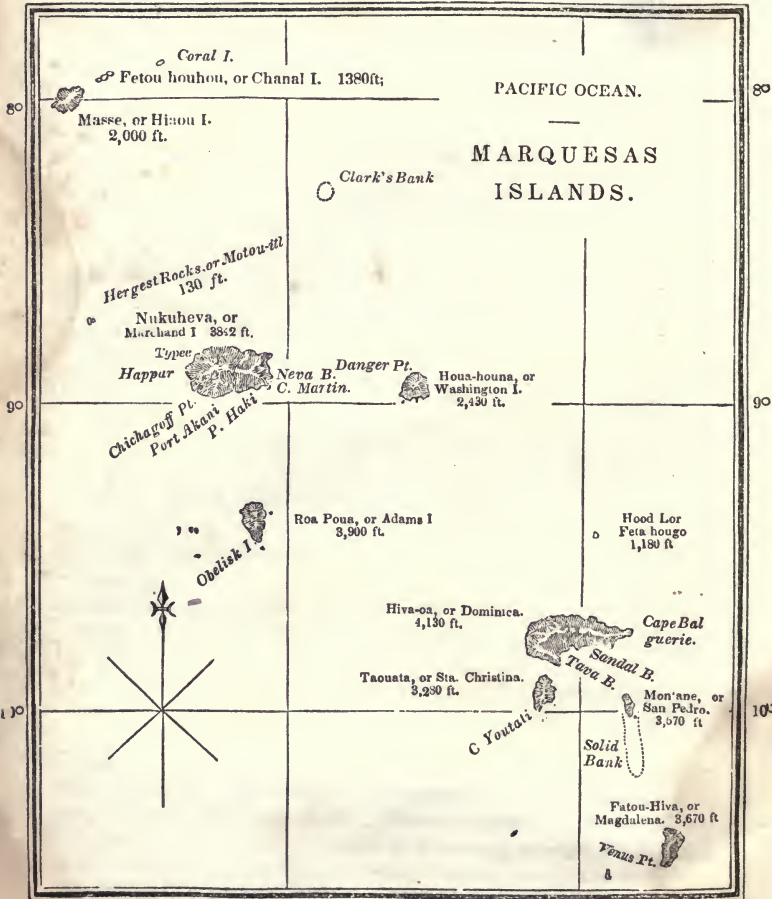 Coral I.
Fetou houhou, or Chanal I. 1380ft;
80
80
PACIFIC OCEAN.
MARQUESAS
ISLANDS.
Masse, or Hiaou I.
2,000 ft.
Clark's Bank
Hergest Rocks. or Motou-itl
130 ft.
Nukuheva, or
Marchand I 3842 ft.
Typee
Happur
Neva B.
C. Martin.
Danger Pt.
Houa-houna, or
Washington I.
2,430 ft.
90
90
Chichagoff Pt.
Port Akani
P. Haki
Roa Poua, or Adams I
3,900 ft.
Obelisk I
Hood Lor
Feta hougo
1,180 ft
Hiva-oa, or Dominica.
4,130 ft.
Cape Bal
guerie.
Sandal B.
Tava B.
Taouata, or Sta. Christina.
3,280 ft.
C Youtati
or
San Pedro.
ft
Solid
Bank
Fatou-Hiva, or
Magdalena. 3,670 ft
Venus Pt.